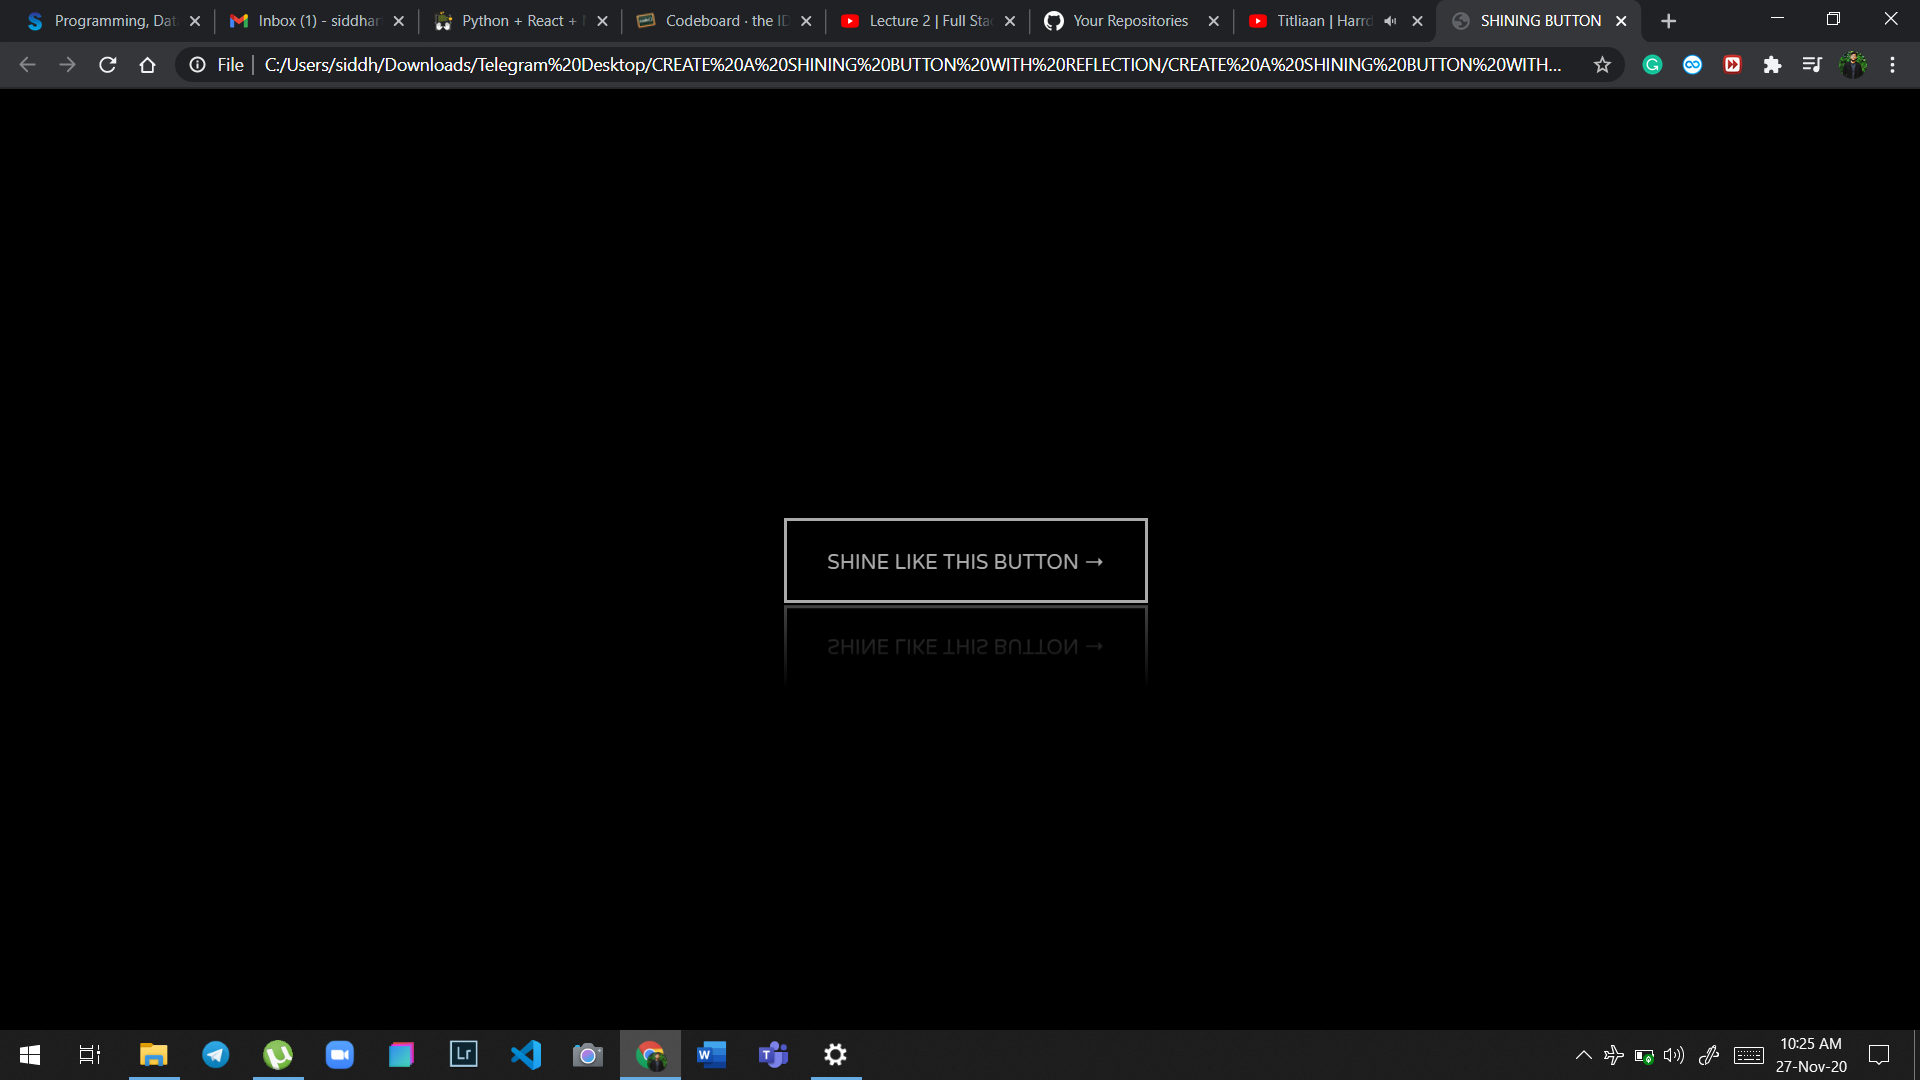 Programming, Dat
Inbox (1) - siddhar
Python + React +
Codeboard · the ID
Lecture 2 | Full Stac
Your Repositories
Titliaan | Harrd
SHINING BUTTON
File
C:/Users/siddh/Downloads/Telegram%20Desktop/CREATE%20A%20SHINING%20BUTTON%20WITH%20REFLECTION/CREATE%20A%20SHINING%20BUTTON%20WITH...
SHINE LIKE THIS BUTTON →
SHINE LIKE THIS BUTTON →
Lr
10:25 AM
27-Nov-20